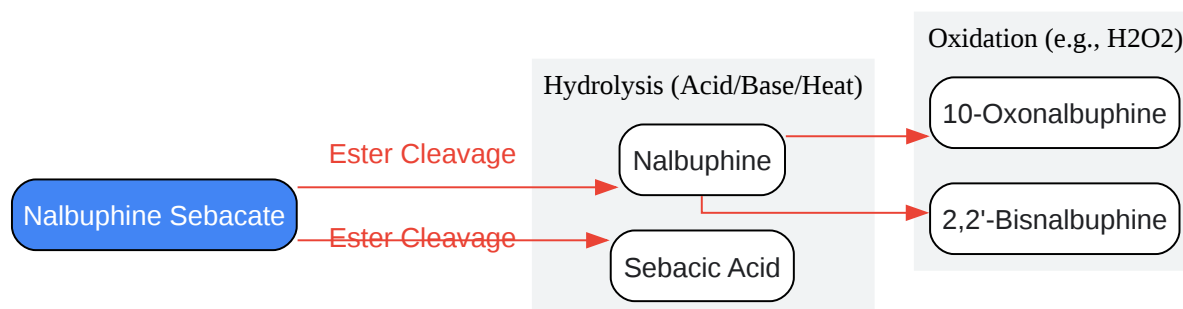 Oxidation (e.g., H2O2)
Hydrolysis (Acid/Base/Heat)
10-Oxonalbuphine
Ester Cleavage
Nalbuphine
Nalbuphine Sebacate
2,2'-Bisnalbuphine
Ester Cleavage
Sebacic Acid